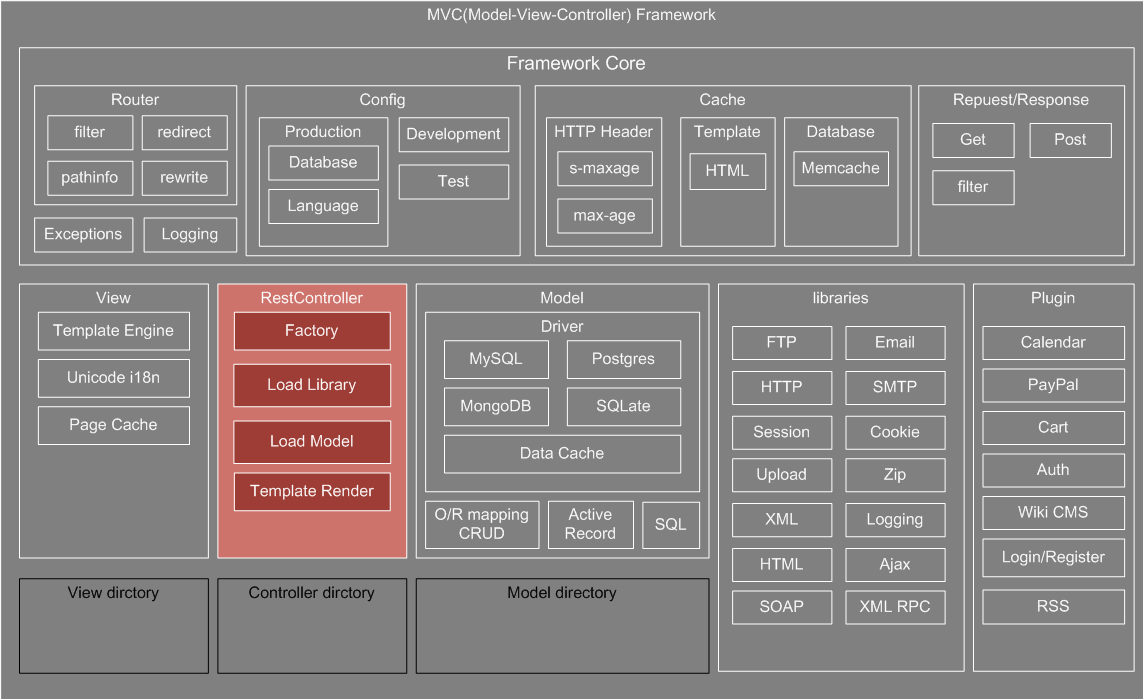 MVC(Model-View-Controller) Framework
Framework Core
Router
filter
redirect
pathinfo
rewrite
Exceptions
Logging
Config
Production
Database
Language
Development
Test
Cache
HTTP Header
s-maxage
max-age
Template
HTML
Database
Memcache
Repuest/Response
Get
Post
filter
View
Template Engine
Unicode i18n
Page Cache
RestController
Factory
Load Library
Load Model
Template Render
Model
Driver
MySQL
Postgres
MongoDB
SQLate
Data Cache
O/R mapping
CRUD
Active
Record
SQL
libraries
FTP
Email
HTTP
SMTP
Session
Cookie
Upload
Zip
XML
Logging
HTML
Ajax
SOAP
XML RPC
Plugin
Calendar
PayPal
Cart
Auth
Wiki CMS
Login/Register
RSS
View dirctory
Controller dirctory
Model directory